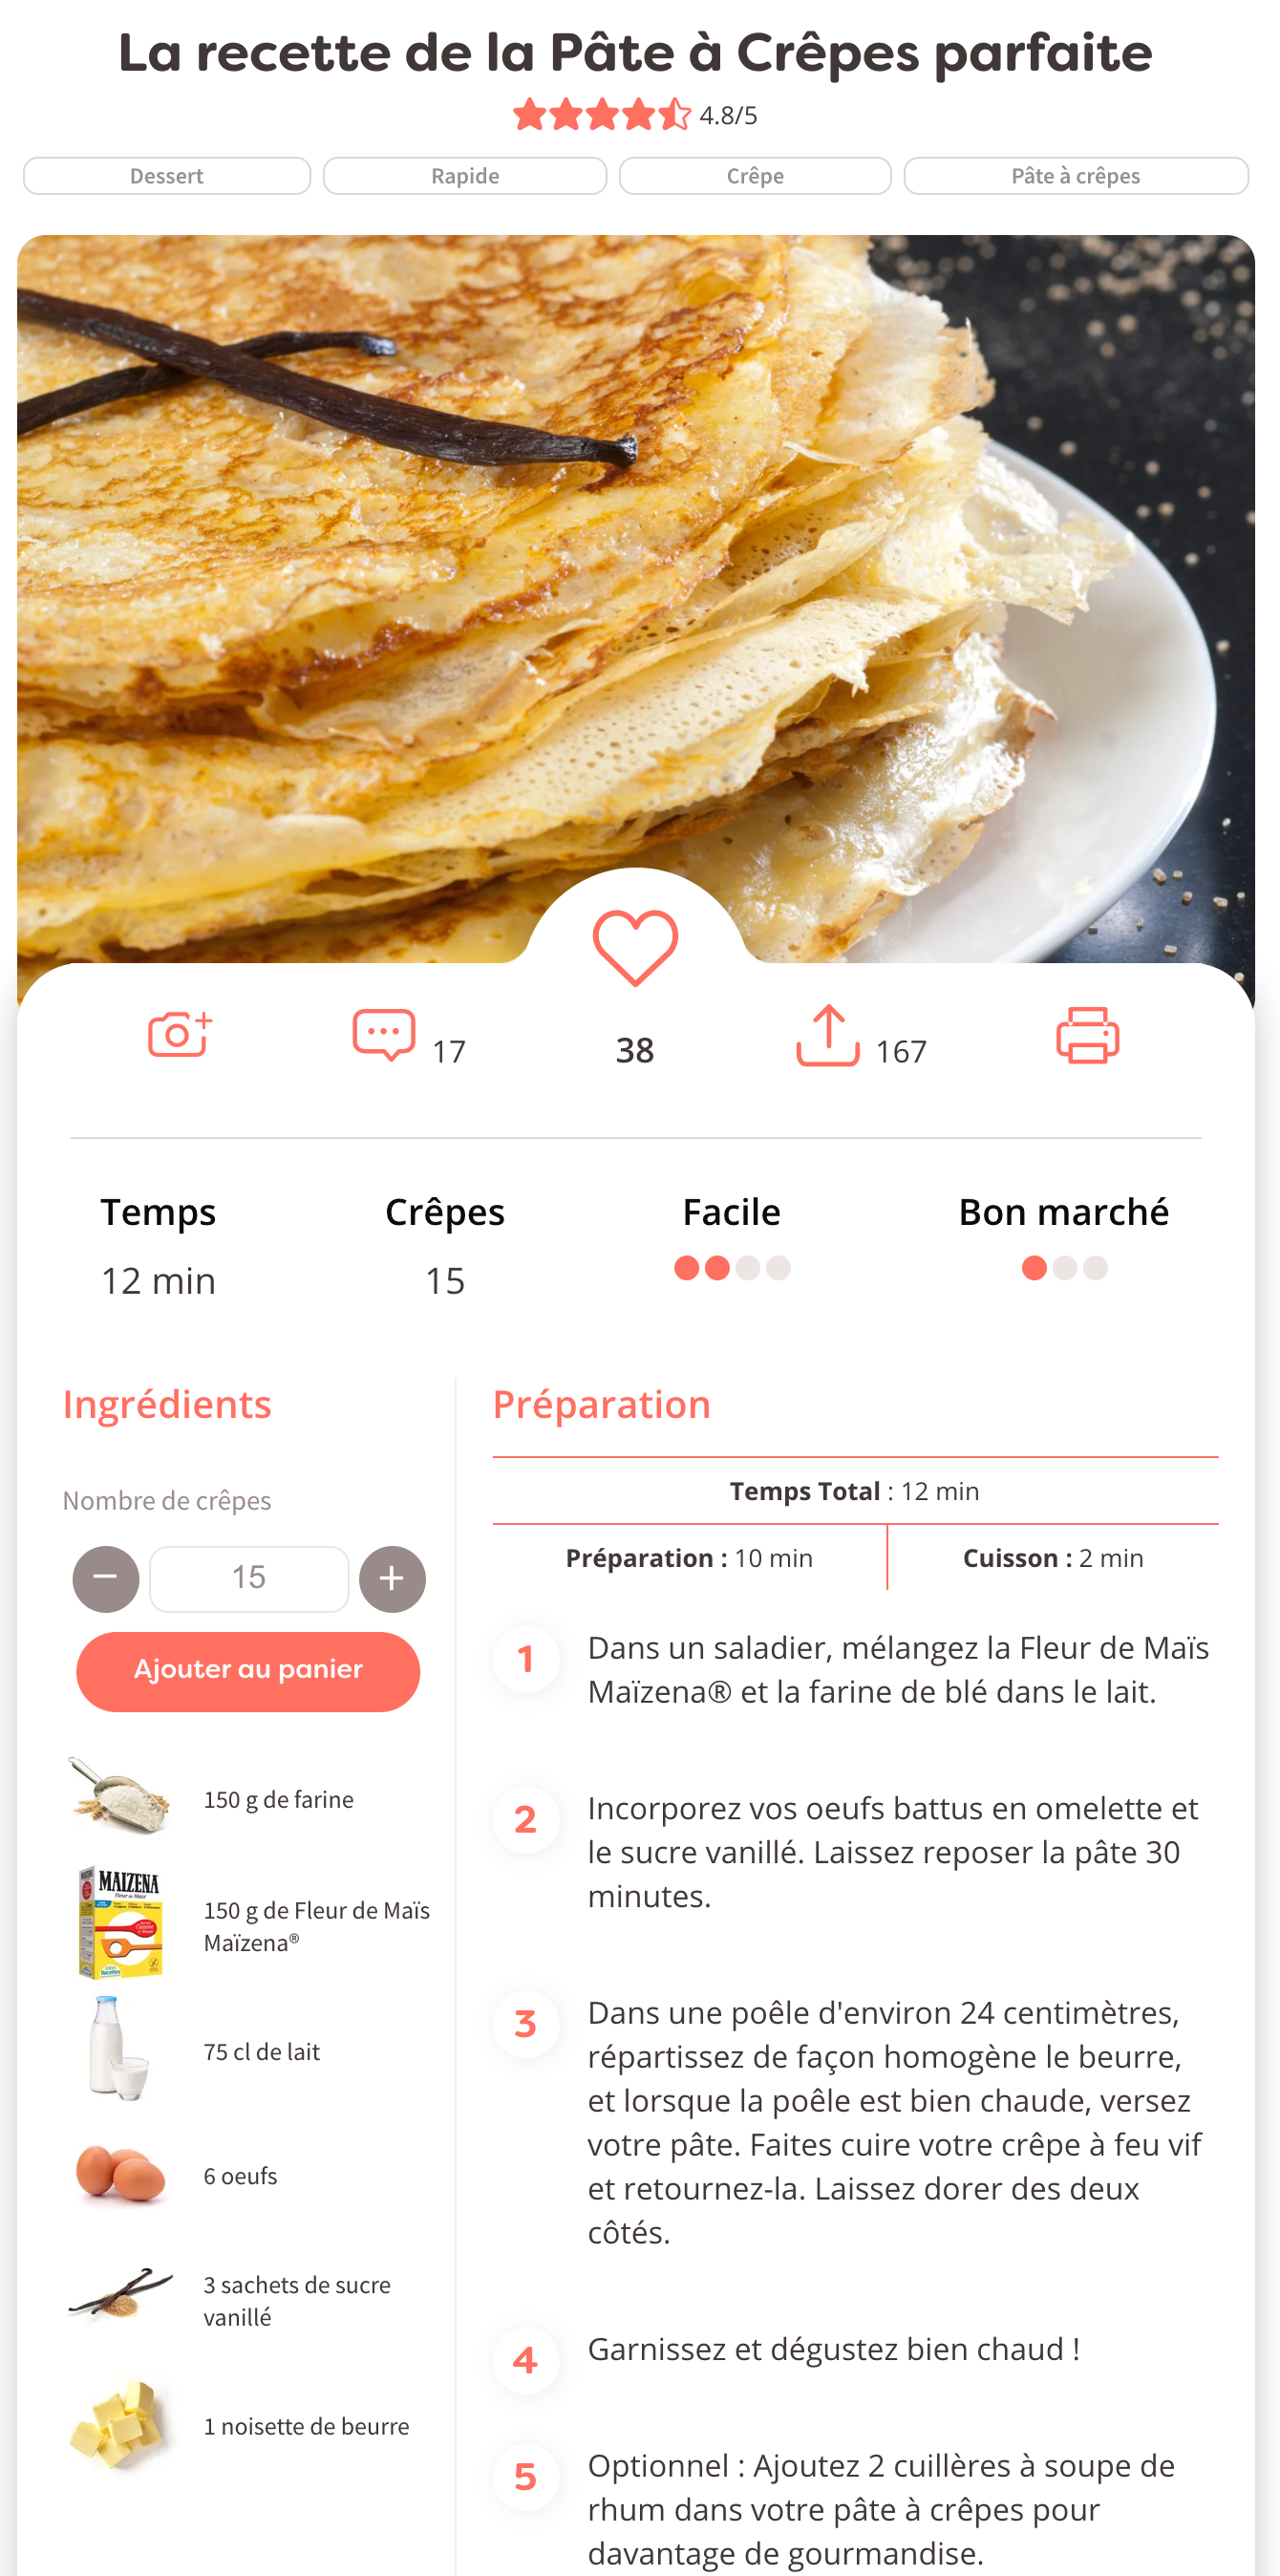 La recette de la Pâte à Crêpes parfaite
4.8/5
Dessert
Rapide
Crêpe
Pâte à crêpes
17
38
167
Temps
12 min
Crêpes
15
Facile
Bon marché
Ingrédients
Nombre de crêpes
−
15
+
Ajouter au panier
150 g de farine
MAIZENA
Fleur de Maïs
150 g de Fleur de Maïs
Maïzena®
75 cl de lait
6 oeufs
3 sachets de sucre
vanillé
1 noisette de beurre
Préparation
Temps Total : 12 min
Préparation : 10 min
Cuisson : 2 min
1
Dans un saladier, mélangez la Fleur de Maïs
Maïzena® et la farine de blé dans le lait.
2
Incorporez vos oeufs battus en omelette et
le sucre vanillé. Laissez reposer la pâte 30
minutes.
3
Dans une poêle d'environ 24 centimètres,
répartissez de façon homogène le beurre,
et lorsque la poêle est bien chaude, versez
votre pâte. Faites cuire votre crêpe à feu vif
et retournez-la. Laissez dorer des deux
côtés.
4
Garnissez et dégustez bien chaud !
5
Optionnel : Ajoutez 2 cuillères à soupe de
rhum dans votre pâte à crêpes pour
davantage de gourmandise.